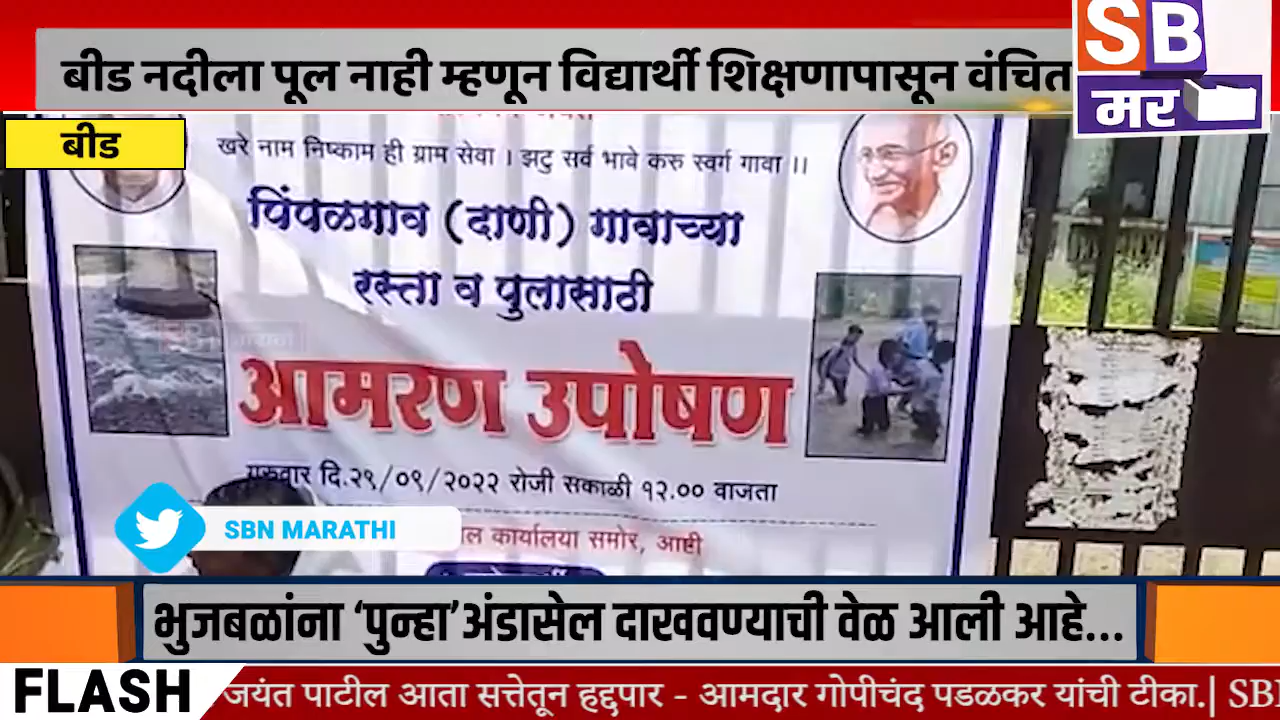 बीड नदीला पूल नाही म्हणून विद्यार्थी शिक्षणापासून वंचित
SB
मर
बीड
खरे नाम निष्काम ही ग्राम सेवा । झटु सर्व भावे करु स्वर्ग गावा ।।
पिंपळगाव (दाणी) गावाच्या
रस्ता व पुलासाठी
आमरण उपोषण
गुरुवार दि.२९/०९/२०२२ रोजी सकाळी १२.०० वाजता
कार्यालया समोर, आष्टी
SBN MARATHI
भुजबळांना ‘पुन्हा’ अंडासेल दाखवण्याची वेळ आली आहे...
FLASH
जयंत पाटील आता सत्तेतून हद्दपार - आमदार गोपीचंद पडळकर यांची टीका.| SB